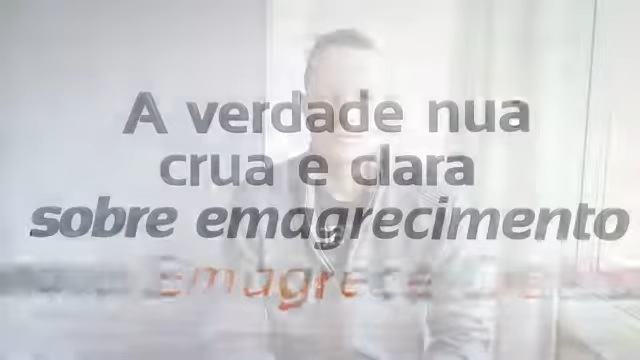 A verdade nua
crua e clara
sobre emagrecimento